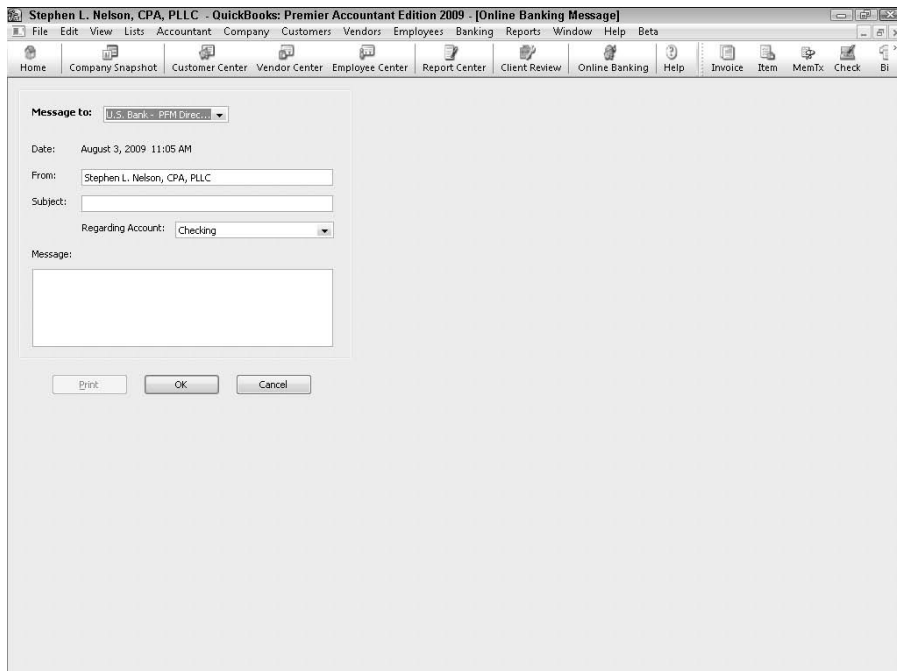 Stephen L. Nelson, CPA, PLLC - QuickBooks: Premier Accountant Edition 2009 - [Online Banking Message]
File Edit View Lists Accountant Company Customers Vendors Employees Banking Reports Window Help Beta
Home Company Snapshot Customer Center Vendor Center Employee Center Report Center Client Review Online Banking Help Invoice Item MemTx Check Bi
Message to: U.S. Bank - PFM Direc...
Date: August 3, 2009 11:05 AM
From: Stephen L. Nelson, CPA, PLLC
Subject:
Regarding Account: Checking
Message:
Print OK Cancel